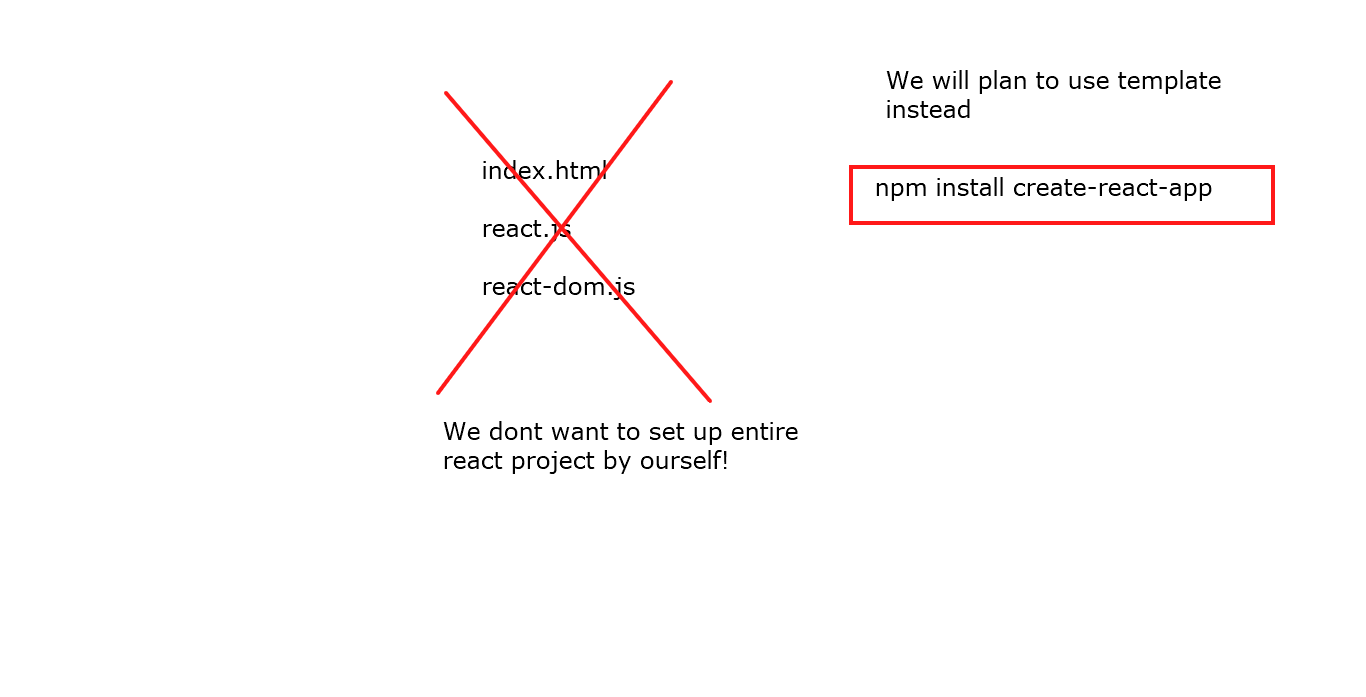 index.html
react.js
react-dom.js
We dont want to set up entire
react project by ourself!
We will plan to use template
instead
npm install create-react-app